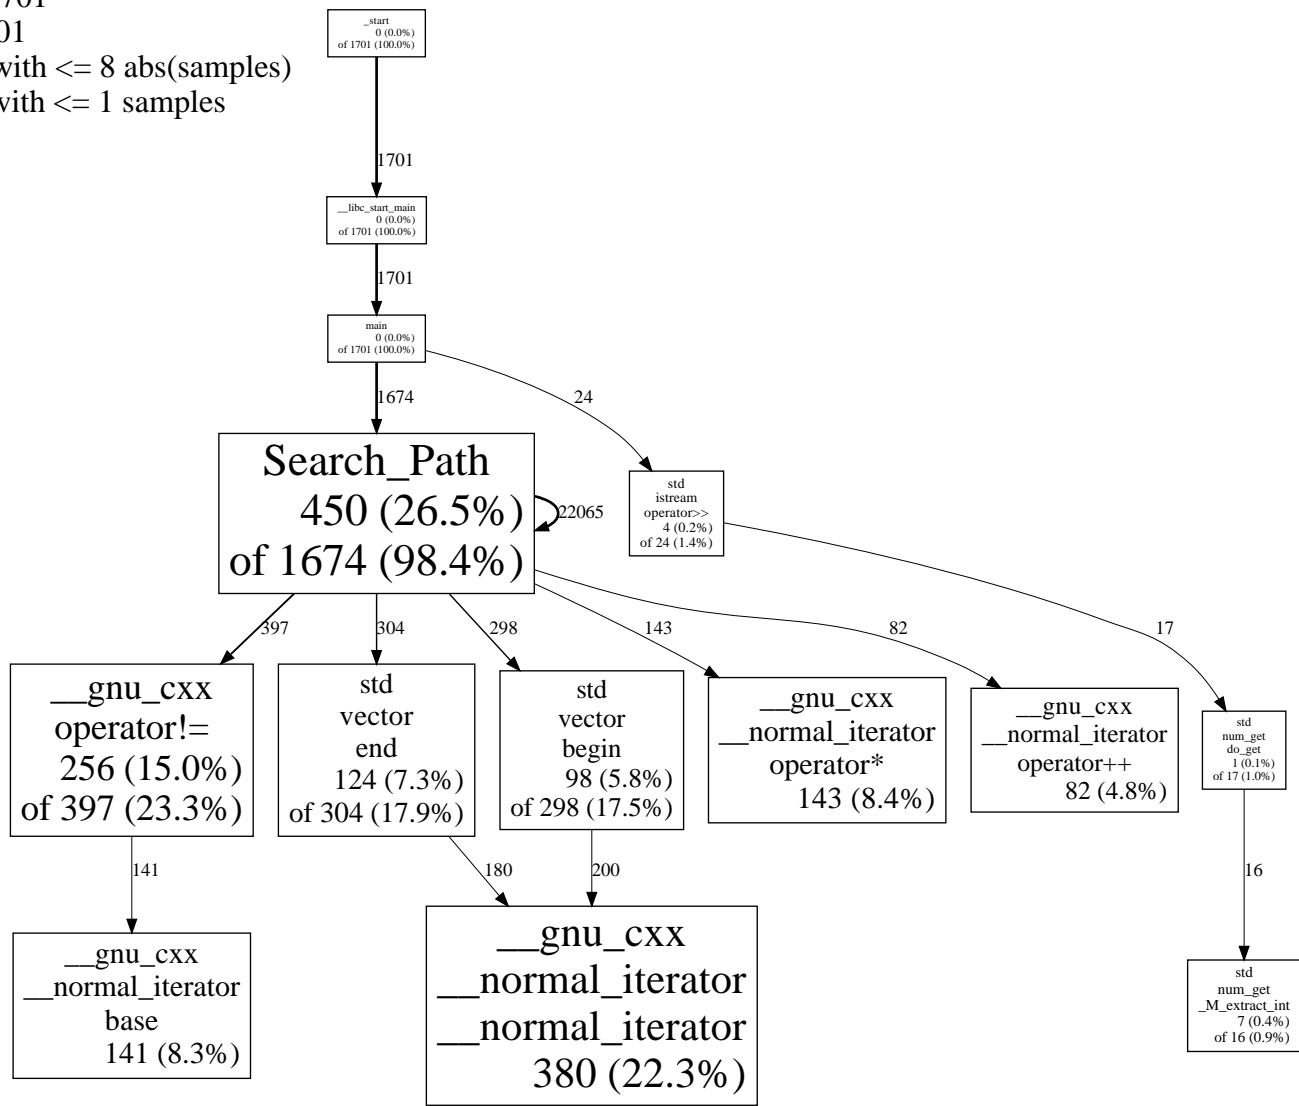 1701
01
with <= 8 abs(samples)
with <= 1 samples
_start
0 (0.0%)
of 1701 (100.0%)
1701
__libc_start_main
0 (0.0%)
of 1701 (100.0%)
1701
main
0 (0.0%)
of 1701 (100.0%)
1674
24
Search_Path
450 (26.5%)
of 1674 (98.4%)
22065
std
istream
operator>>
4 (0.2%)
of 24 (1.4%)
397
304
298
143
82
17
__gnu_cxx
operator!=
256 (15.0%)
of 397 (23.3%)
std
vector
end
124 (7.3%)
of 304 (17.9%)
std
vector
begin
98 (5.8%)
of 298 (17.5%)
__gnu_cxx
__normal_iterator
operator*
143 (8.4%)
__gnu_cxx
__normal_iterator
operator++
82 (4.8%)
std
num_get
do_get
1 (0.1%)
of 17 (1.0%)
141
180
200
16
__gnu_cxx
__normal_iterator
base
141 (8.3%)
__gnu_cxx
__normal_iterator
__normal_iterator
380 (22.3%)
std
num_get
_M_extract_int
7 (0.4%)
of 16 (0.9%)